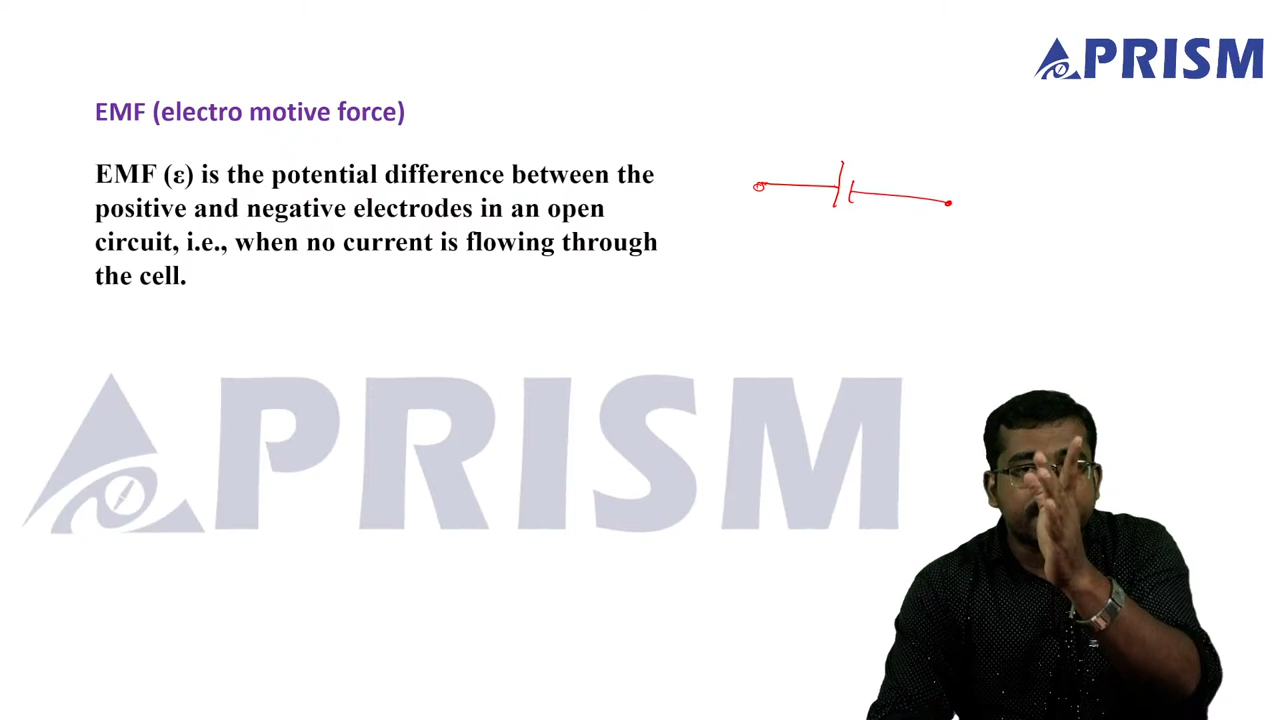 PRISM
EMF (electro motive force)
EMF (ε) is the potential difference between the
positive and negative electrodes in an open
circuit, i.e., when no current is flowing through
the cell.
PRISM